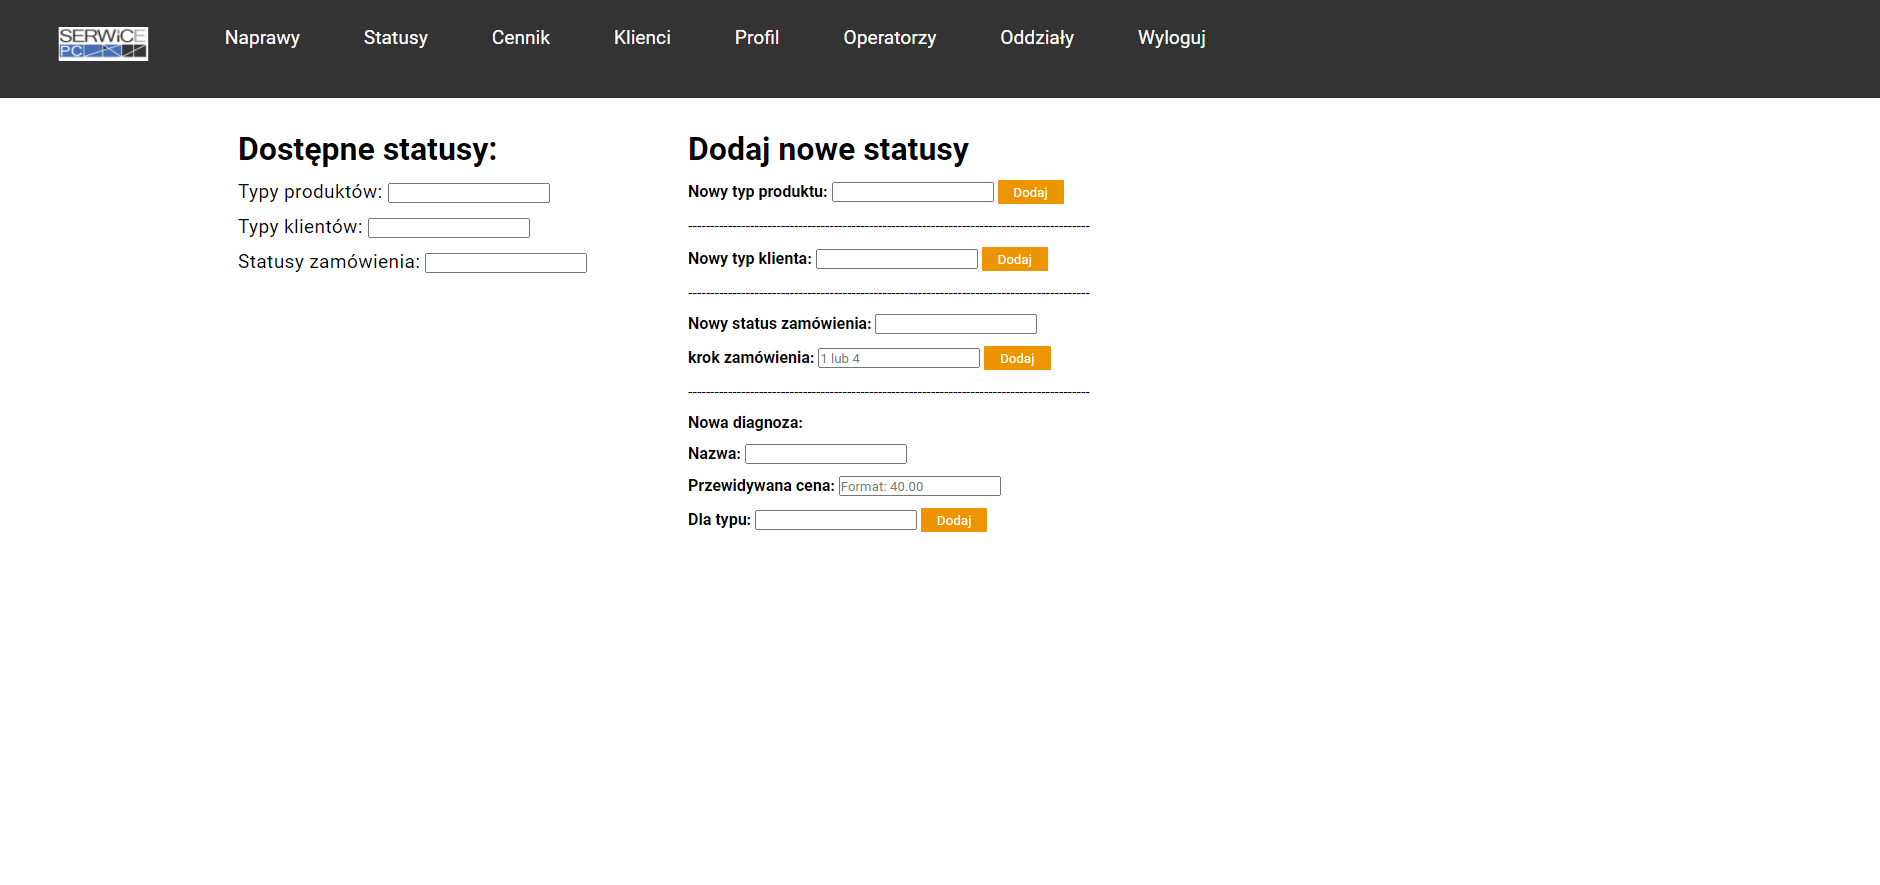 SERWiCE
PC
Naprawy Statusy Cennik Klienci Profil Operatorzy Oddziały Wyloguj
Dostępne statusy:
Typy produktów:
Typy klientów:
Statusy zamówienia:
Dodaj nowe statusy
Nowy typ produktu: Dodaj
------------------------------------------------------------------------------------------
Nowy typ klienta: Dodaj
------------------------------------------------------------------------------------------
Nowy status zamówienia:
krok zamówienia: 1 lub 4 Dodaj
------------------------------------------------------------------------------------------
Nowa diagnoza:
Nazwa:
Przewidywana cena: Format: 40.00
Dla typu: Dodaj